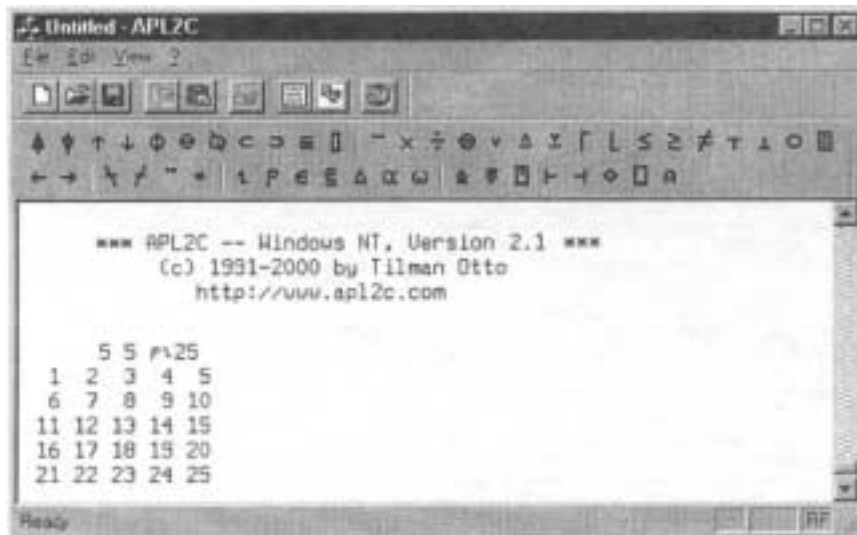 Untitled - APL2C
File Edit View ?
*** APL2C -- Windows NT, Version 2.1 ***
(c) 1991-2000 by Tilman Otto
http://www.apl2c.com
5 5 ⍴⍳25
1 2 3 4 5
6 7 8 9 10
11 12 13 14 15
16 17 18 19 20
21 22 23 24 25
Ready